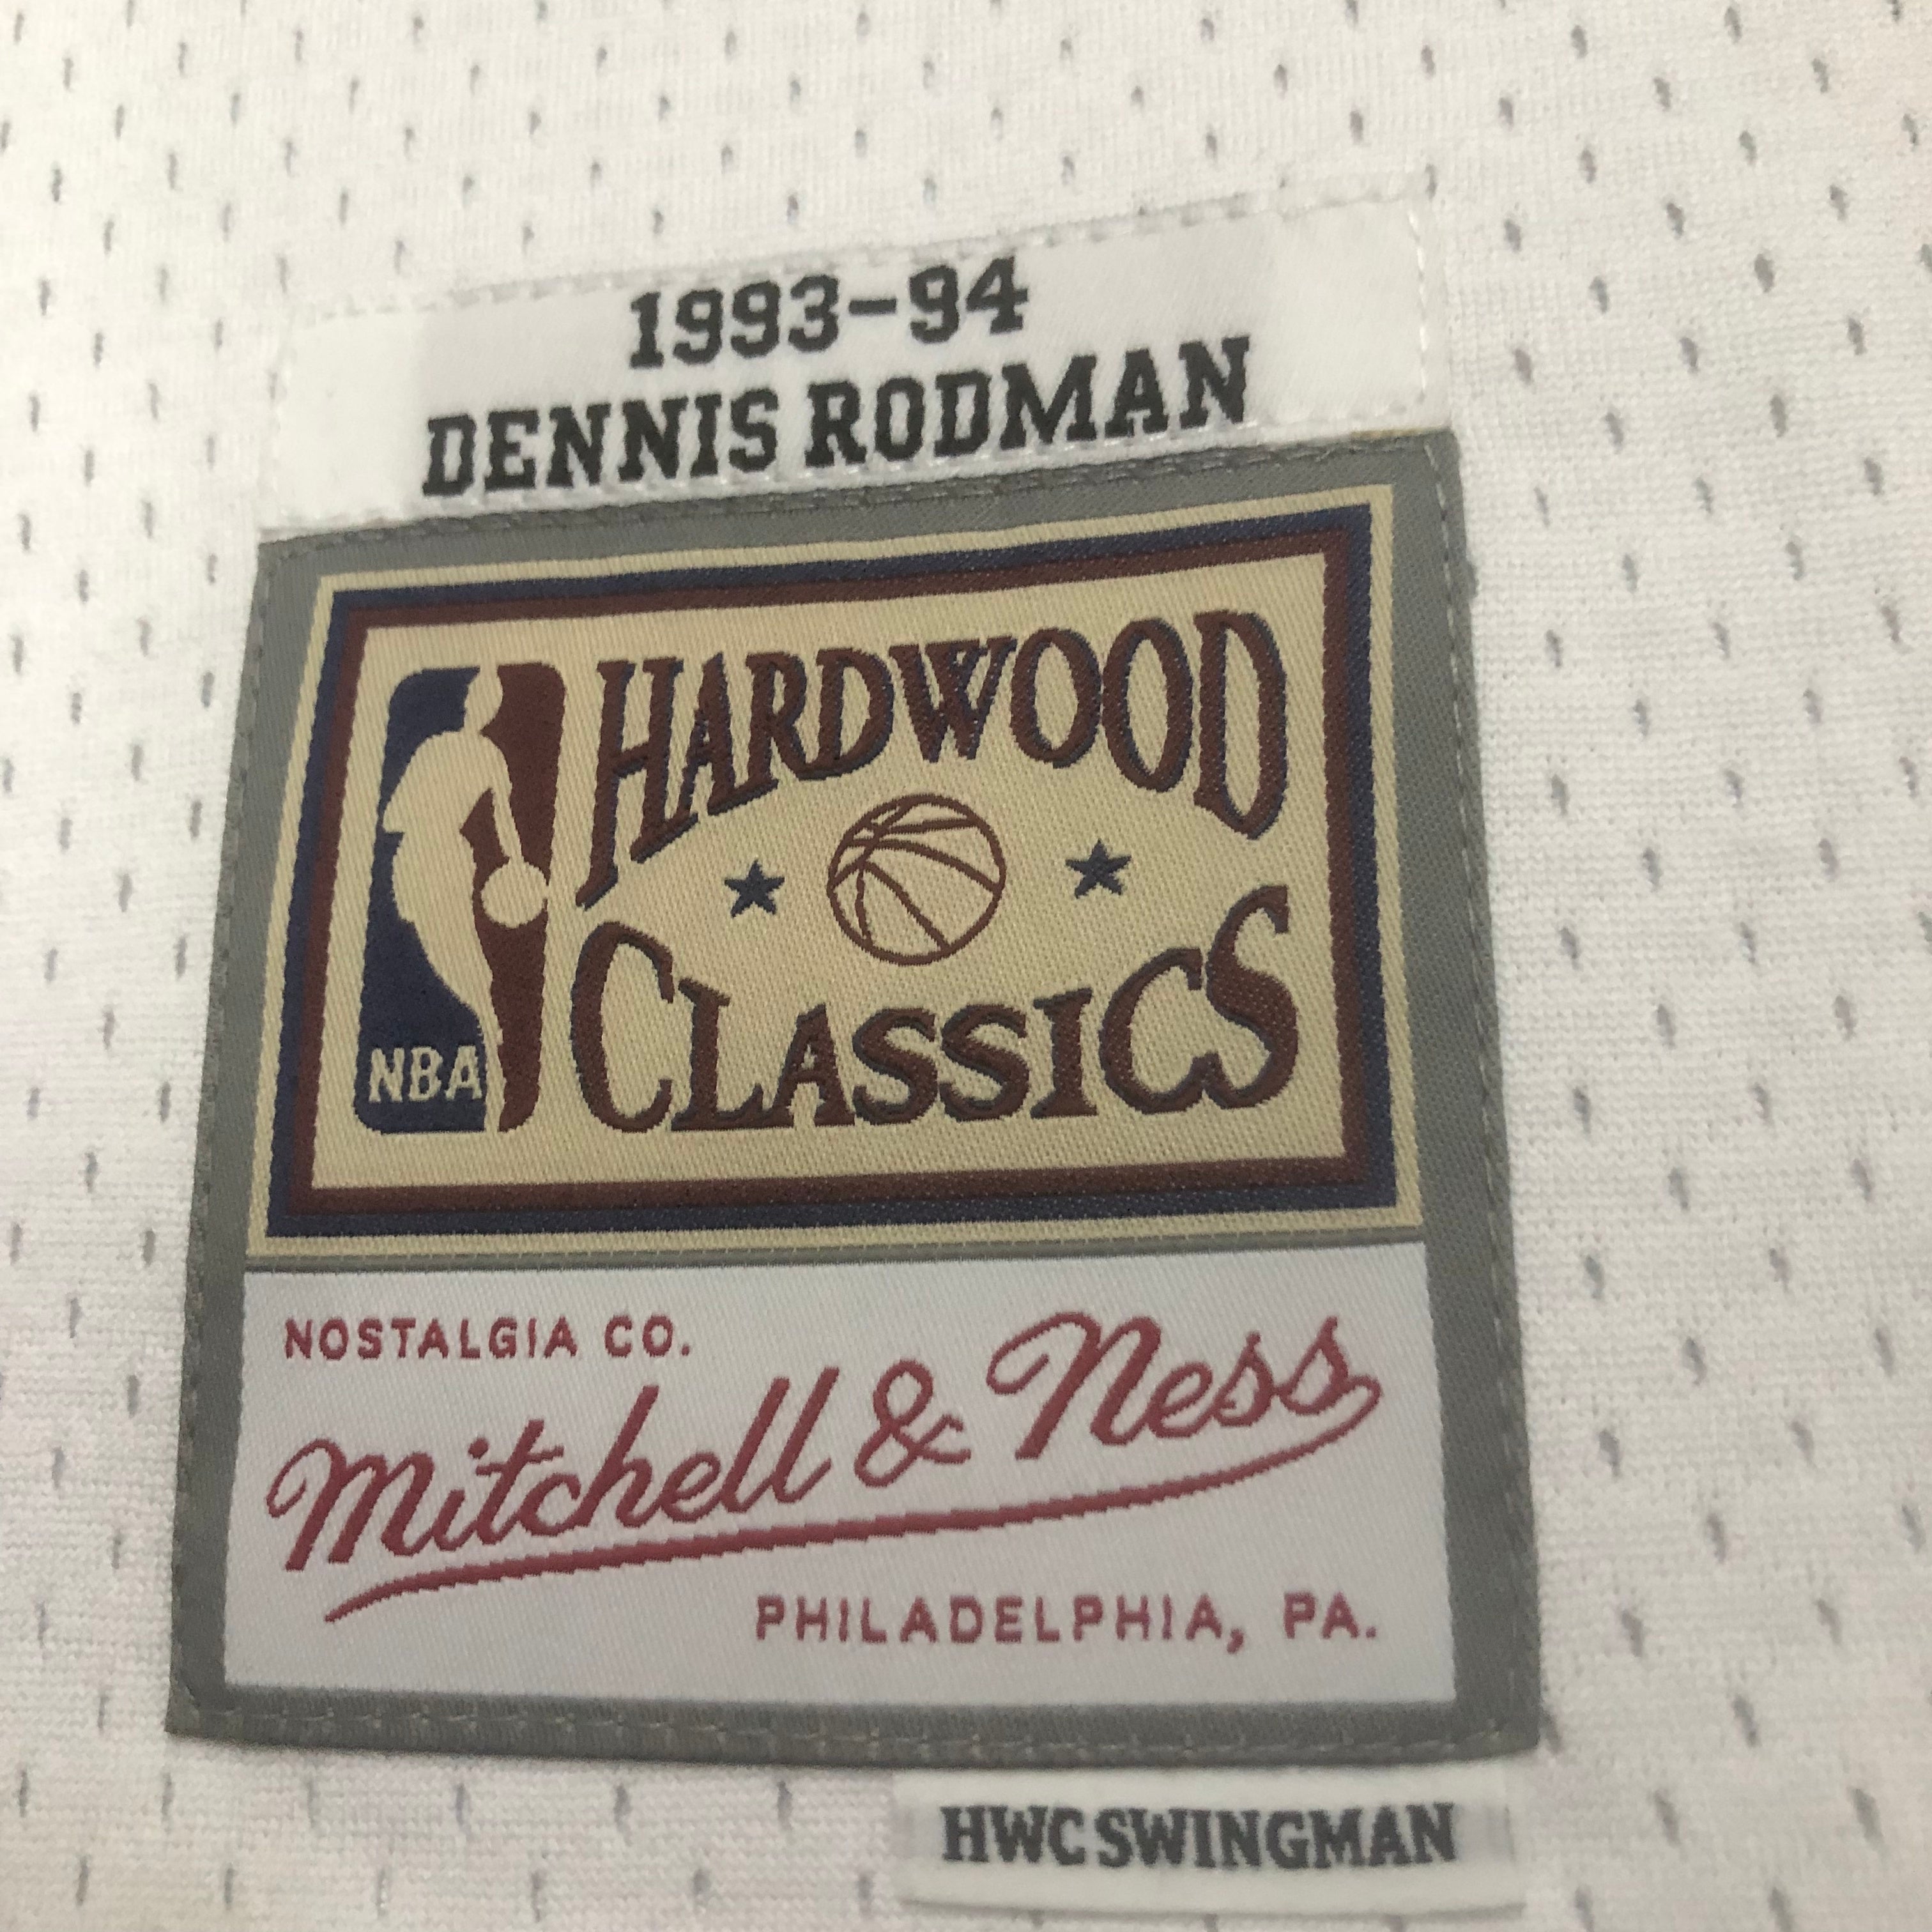 1993-94
DENNIS RODMAN
HARDWOOD
CLASSICS
NBA
NOSTALGIA CO.
Mitchell & Ness
PHILADELPHIA, PA.
HWC SWINGMAN